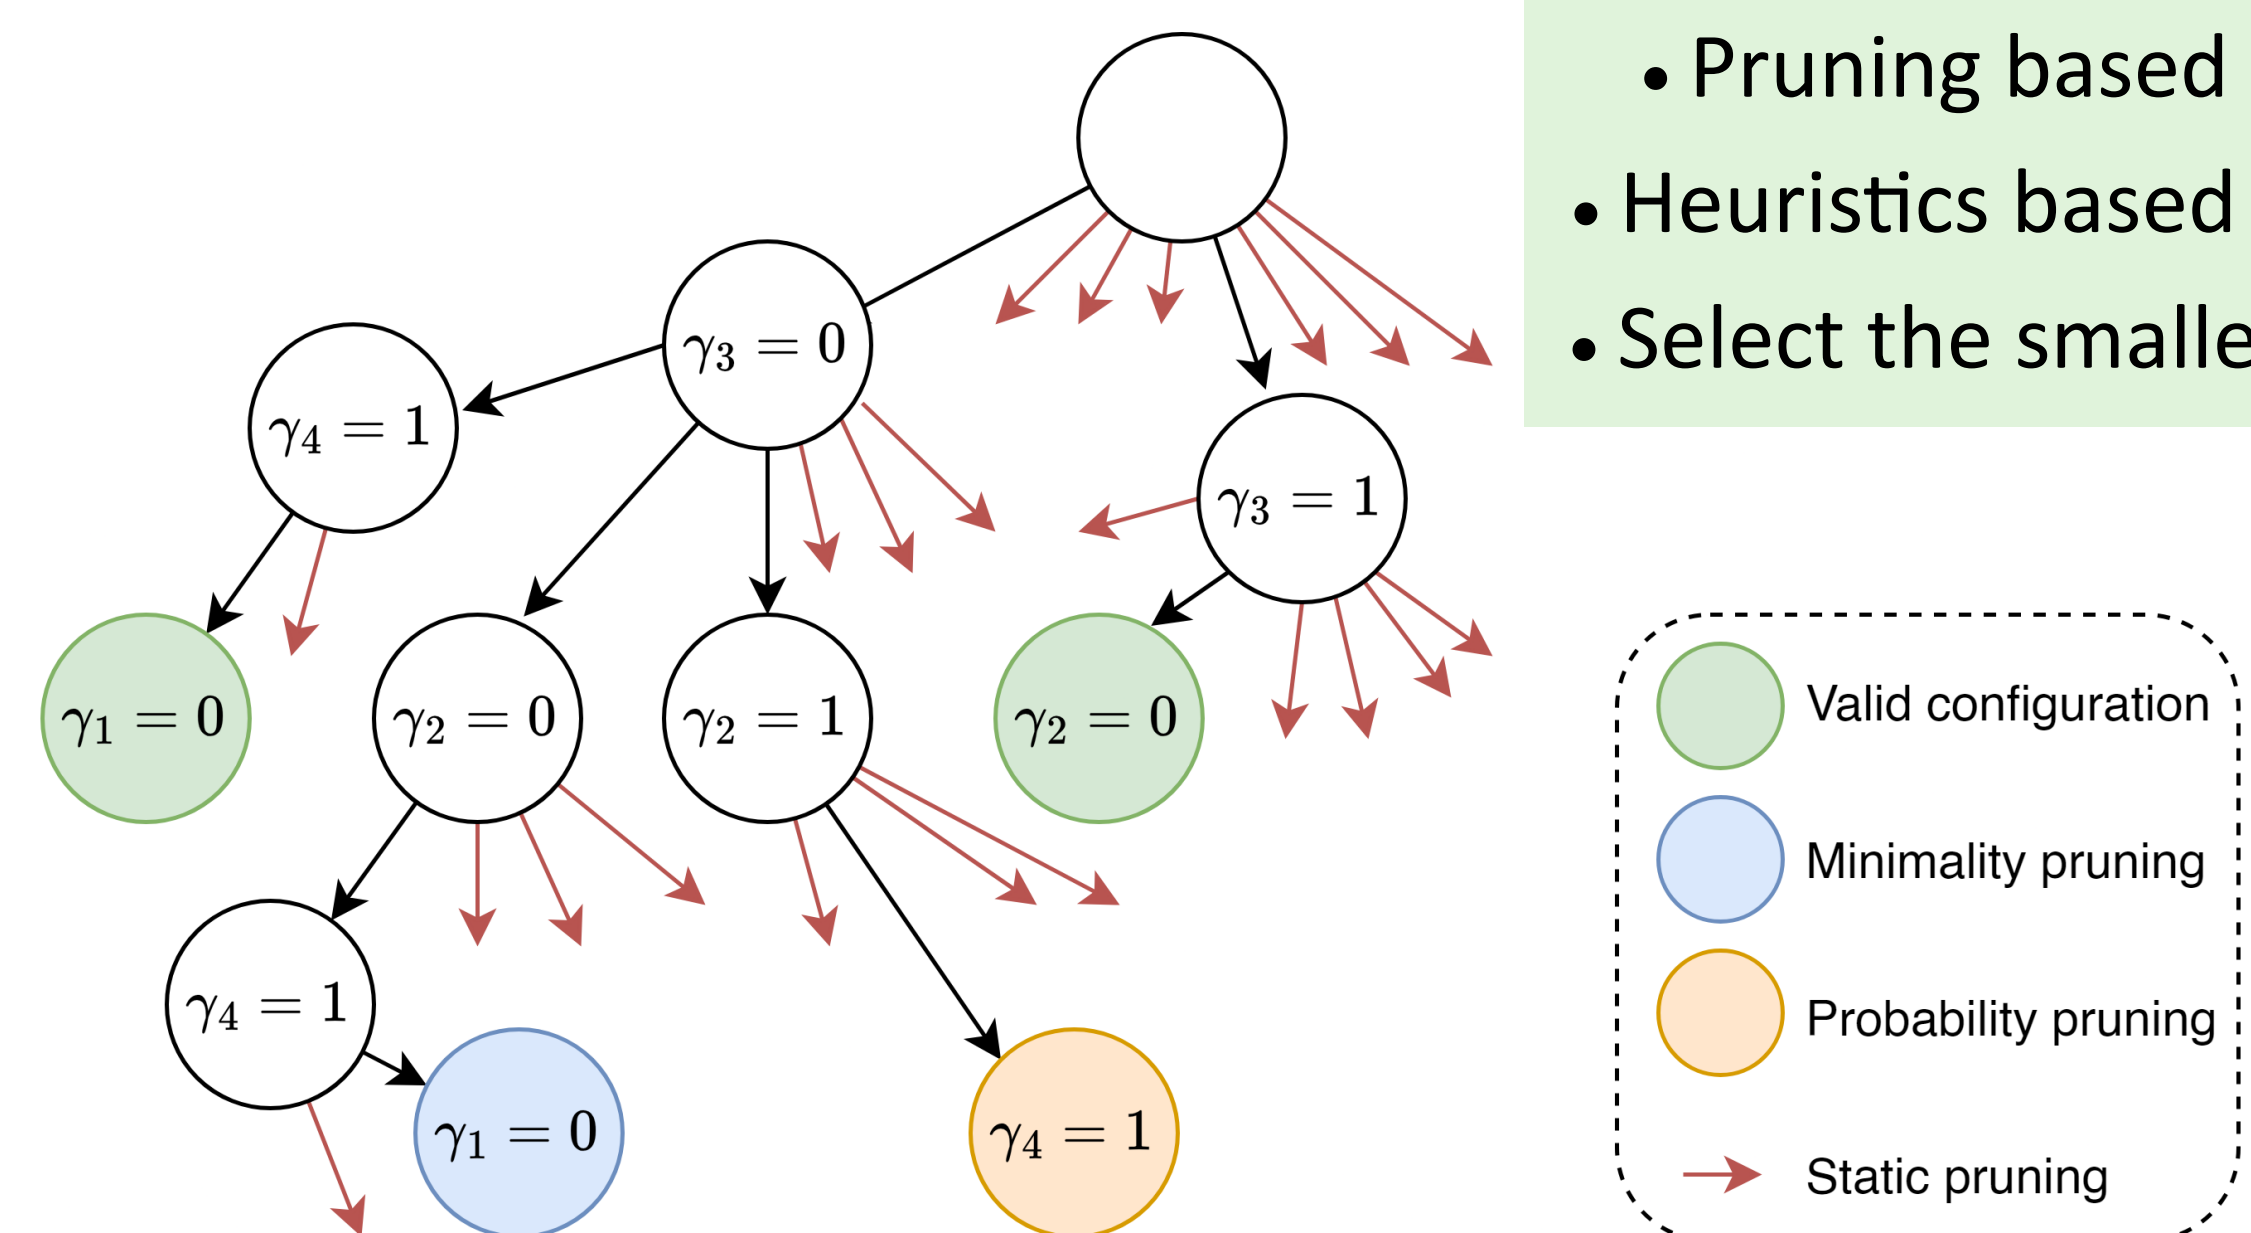 • Pruning based
• Heuristics based
• Select the smalle
γ₃ = 0
γ₄ = 1
γ₃ = 1
γ₁ = 0
γ₂ = 0
γ₂ = 1
γ₂ = 0
γ₄ = 1
γ₁ = 0
γ₄ = 1
Valid configuration
Minimality pruning
Probability pruning
Static pruning